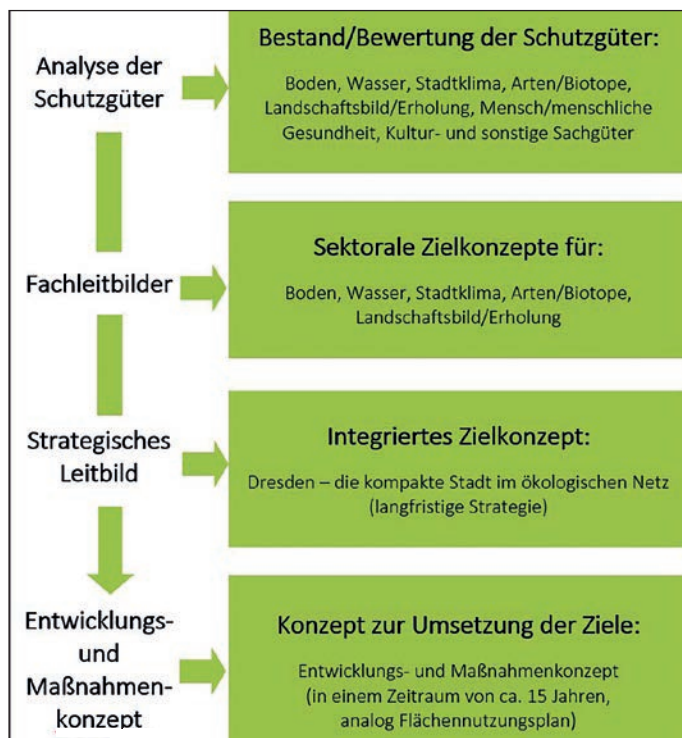 Analyse der
Schutzgüter
Bestand/Bewertung der Schutzgüter:
Boden, Wasser, Stadtklima, Arten/Biotope,
Landschaftsbild/Erholung, Mensch/menschliche
Gesundheit, Kultur- und sonstige Sachgüter
Fachleitbilder
Sektorale Zielkonzepte für:
Boden, Wasser, Stadtklima, Arten/Biotope,
Landschaftsbild/Erholung
Strategisches
Leitbild
Integriertes Zielkonzept:
Dresden – die kompakte Stadt im ökologischen Netz
(langfristige Strategie)
Entwicklungs-
und
Maßnahmen-
konzept
Konzept zur Umsetzung der Ziele:
Entwicklungs- und Maßnahmenkonzept
(in einem Zeitraum von ca. 15 Jahren,
analog Flächennutzungsplan)